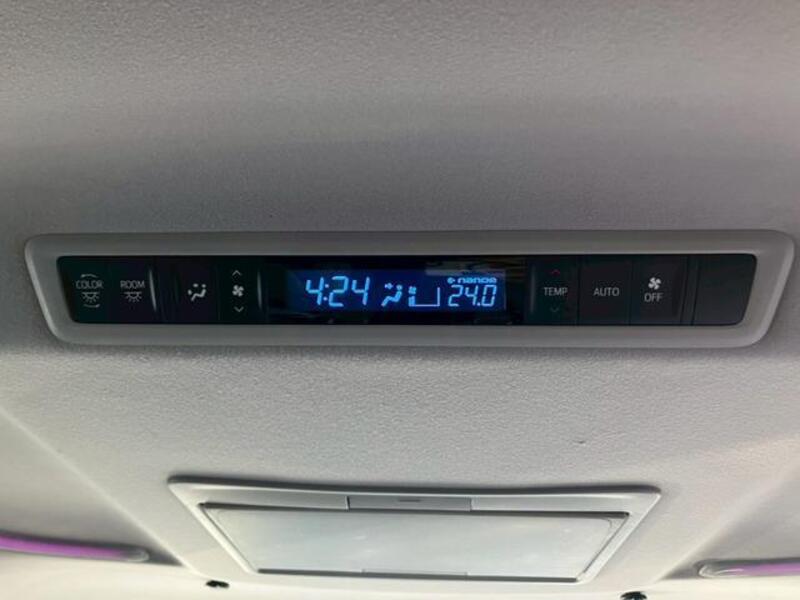 COLOR
ROOM
4:24
nanoe
24.0
TEMP
AUTO
OFF